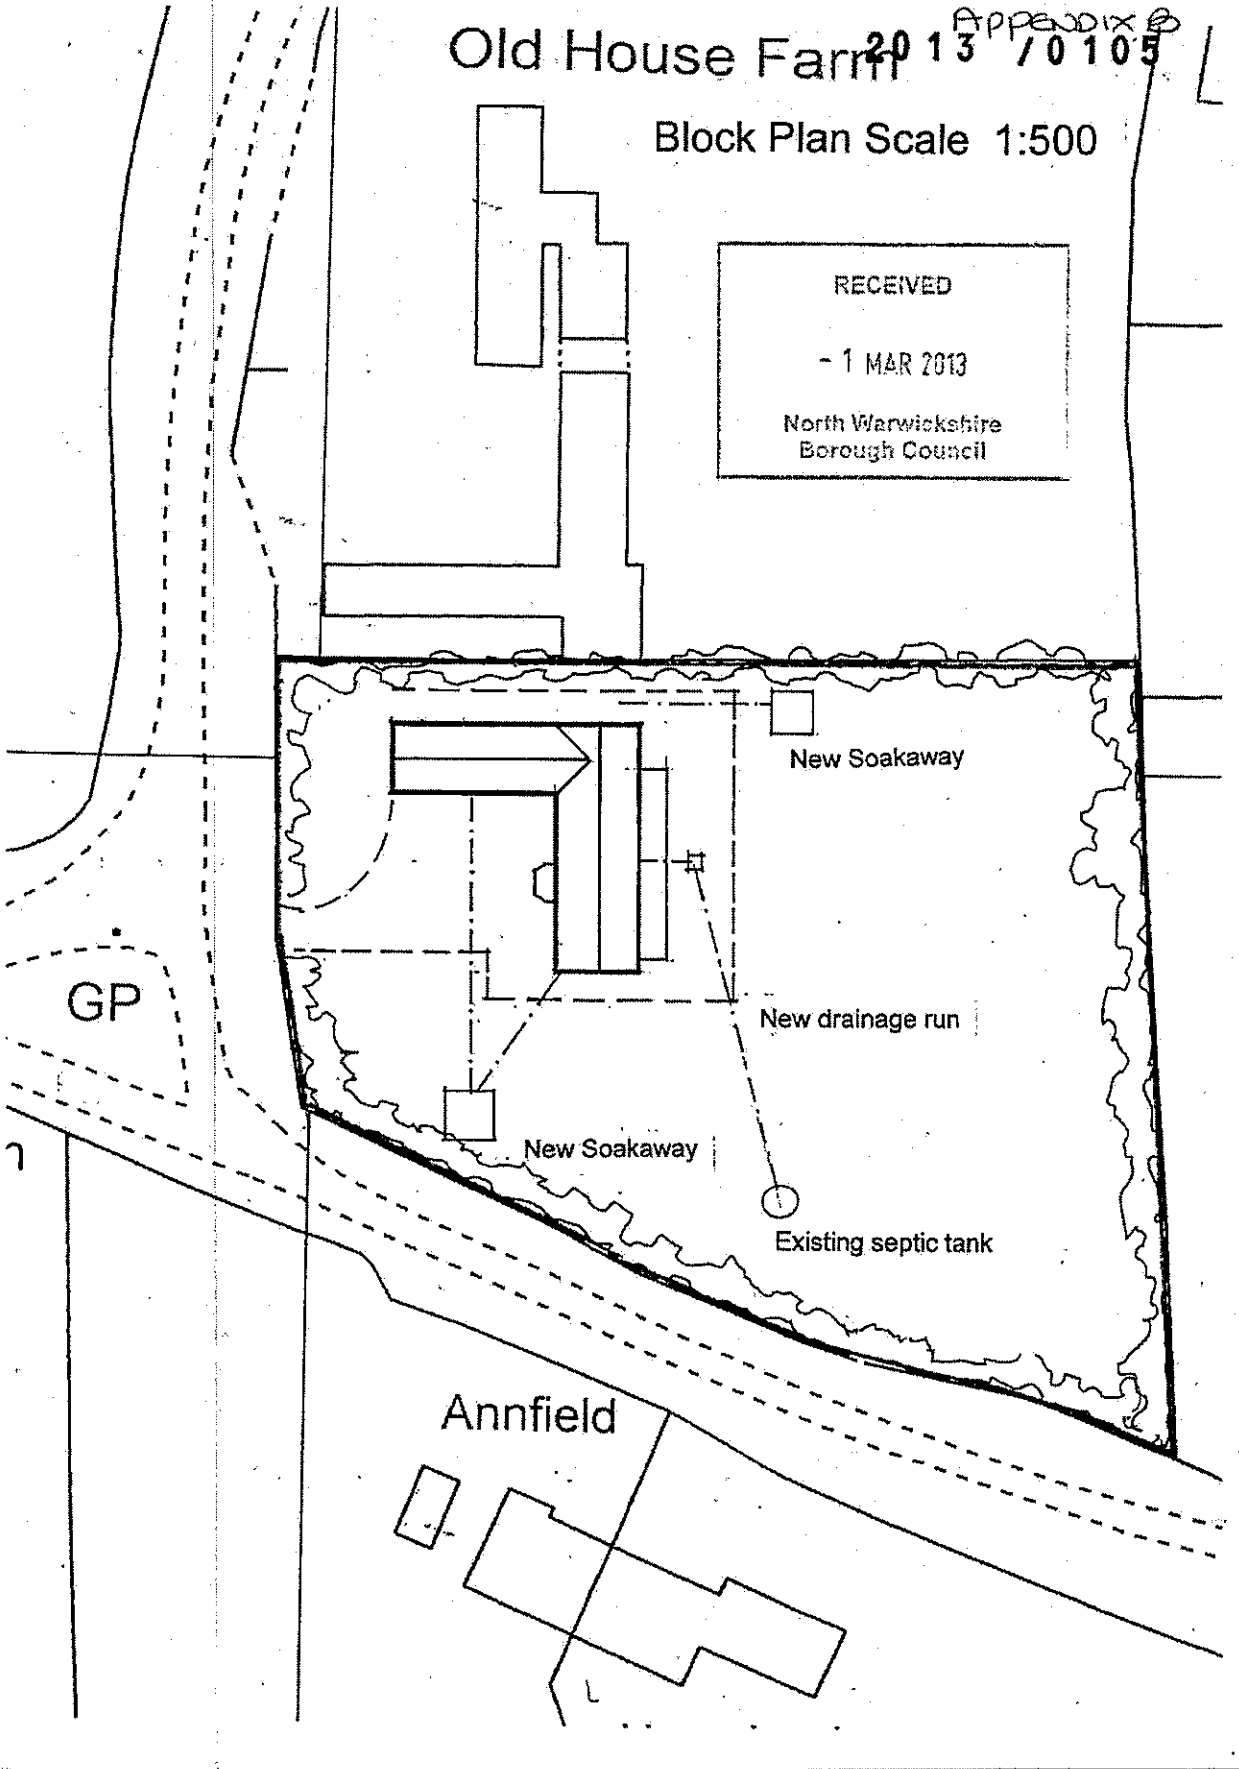 APPENDIX B
Old House Farm
2013 / 0105
Block Plan Scale 1:500
RECEIVED
- 1 MAR 2013
North Warwickshire
Borough Council
New Soakaway
GP
New drainage run
New Soakaway
Existing septic tank
Annfield